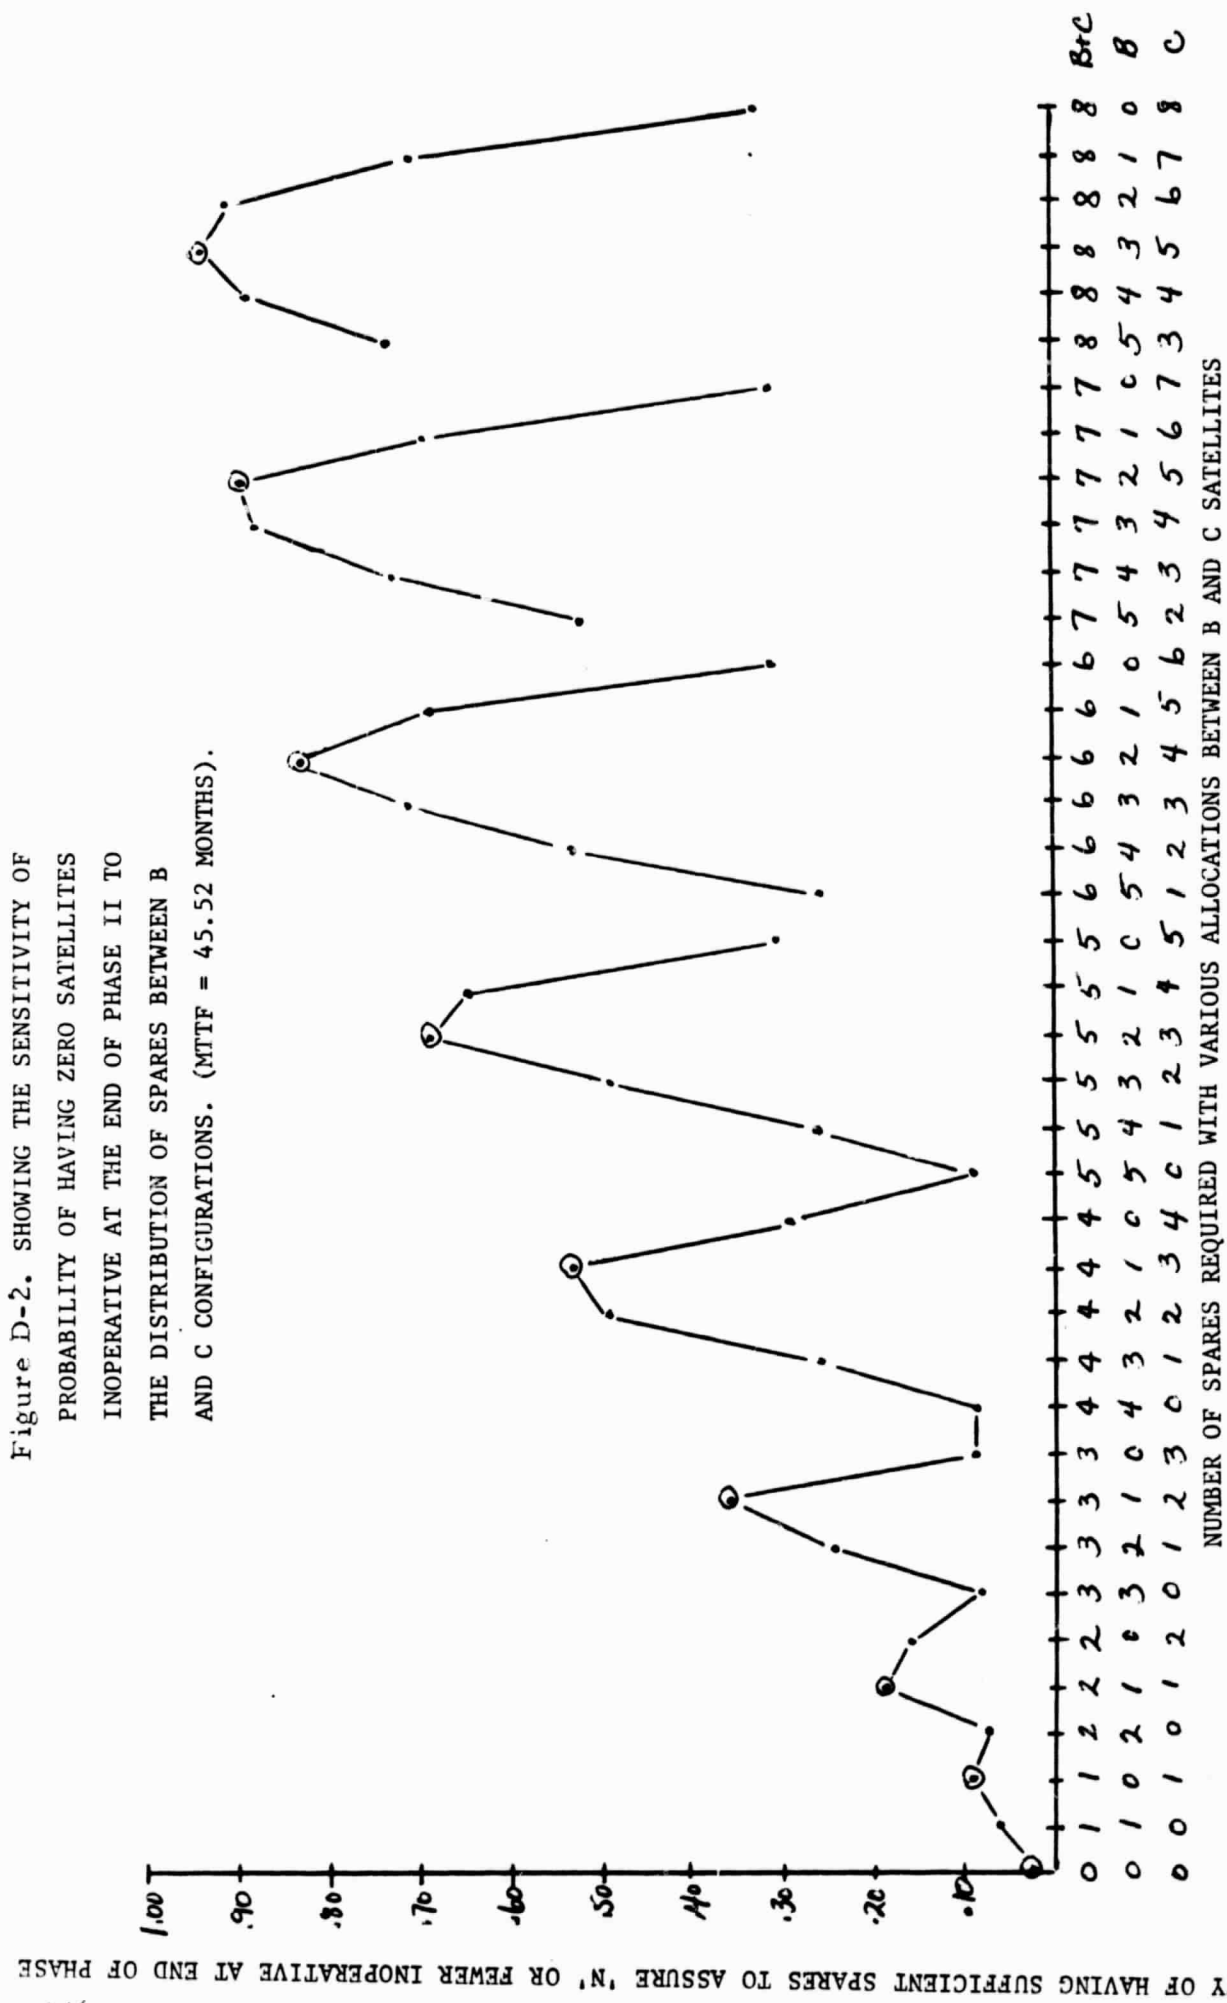 Figure D-2. SHOWING THE SENSITIVITY OF
PROBABILITY OF HAVING ZERO SATELLITES
INOPERATIVE AT THE END OF PHASE II TO
THE DISTRIBUTION OF SPARES BETWEEN B
AND C CONFIGURATIONS. (MTTF = 45.52 MONTHS).
Y OF HAVING SUFFICIENT SPARES TO ASSURE 'N' OR FEWER INOPERATIVE AT END OF PHASE
1.00
.90
.80
.70
.60
.50
.40
.30
.20
.10
0 1 1 2 2 2 3 3 3 3 4 4 4 4 4 5 5 5 5 5 5 6 6 6 6 6 6 7 7 7 7 7 7 8 8 8 8 8 8 B+C
0 1 0 2 1 0 3 2 1 0 4 3 2 1 0 5 4 3 2 1 0 5 4 3 2 1 0 5 4 3 2 1 0 5 4 3 2 1 0 B
0 0 1 0 1 2 0 1 2 3 0 1 2 3 4 0 1 2 3 4 5 1 2 3 4 5 6 2 3 4 5 6 7 3 4 5 6 7 8 C
NUMBER OF SPARES REQUIRED WITH VARIOUS ALLOCATIONS BETWEEN B AND C SATELLITES